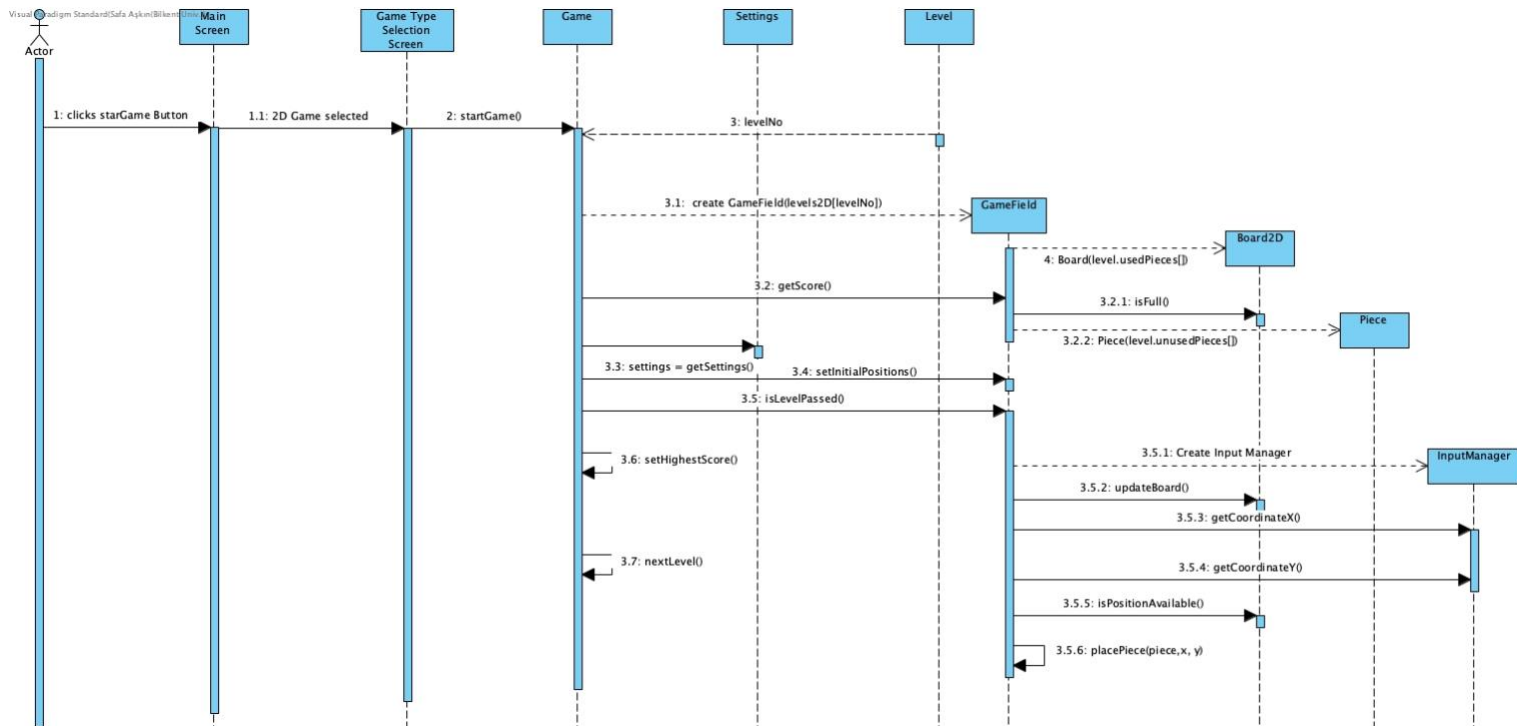 Visual Paradigm Standard(Safa Aşkın(Bilkent Univ.))
Actor
Main
Screen
Game Type
Selection
Screen
Game
Settings
Level
1: clicks starGame Button
1.1: 2D Game selected
2: startGame()
3: levelNo
3.1: create GameField(levels2D[levelNo])
GameField
Board2D
4: Board(level.usedPieces[])
3.2: getScore()
3.2.1: isFull()
Piece
3.2.2: Piece(level.unusedPieces[])
3.3: settings = getSettings()
3.4: setInitialPositions()
3.5: isLevelPassed()
3.5.1: Create Input Manager
InputManager
3.6: setHighestScore()
3.5.2: updateBoard()
3.5.3: getCoordinateX()
3.7: nextLevel()
3.5.4: getCoordinateY()
3.5.5: isPositionAvailable()
3.5.6: placePiece(piece,x, y)